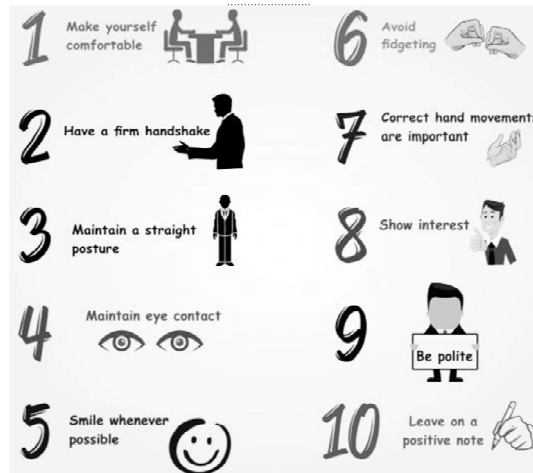 1 Make yourself
comfortable
2 Have a firm handshake
3 Maintain a straight
posture
4 Maintain eye contact
5 Smile whenever
possible
6 Avoid
fidgeting
7 Correct hand movements
are important
8 Show interest
9 Be polite
10 Leave on a
positive note